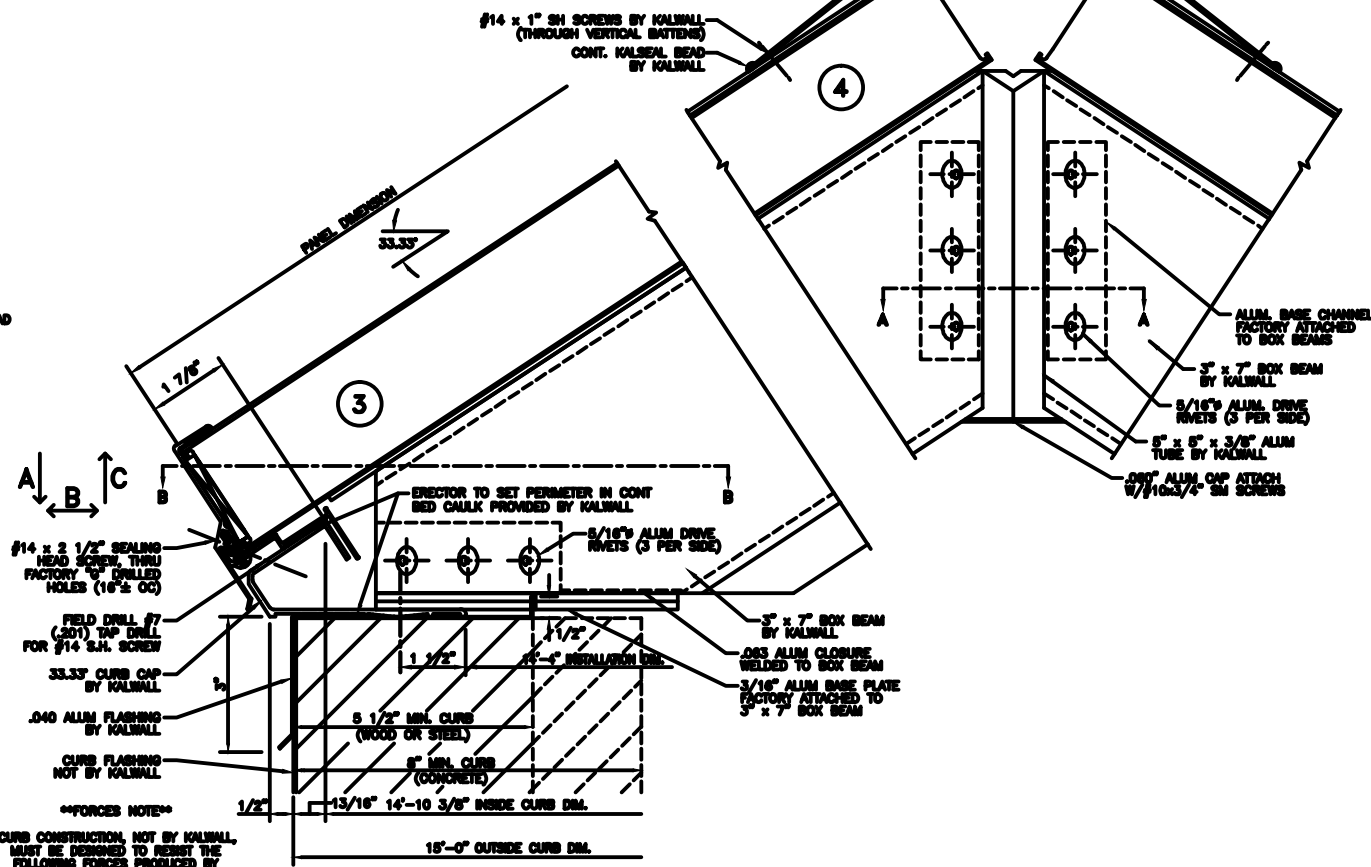 #14 x 1" SH SCREWS BY KALWALL
(THROUGH VERTICAL BATTENS)
CONT. KALSEAL BEAD
BY KALWALL
4
PANEL DIMENSION
33.33°
1 7/8"
3
A
A
ALUM. BASE CHANNEL
FACTORY ATTACHED
TO BOX BEAMS
3" x 7" BOX BEAM
BY KALWALL
5/16"ø ALUM. DRIVE
RIVETS (3 PER SIDE)
5" x 5" x 3/8" ALUM
TUBE BY KALWALL
.060" ALUM CAP ATTACH
W/#10x3/4" SM SCREWS
A
B
C
B
B
ERECTOR TO SET PERIMETER IN CONT
BED CAULK PROVIDED BY KALWALL
5/16"ø ALUM DRIVE
RIVETS (3 PER SIDE)
#14 x 2 1/2" SEALING
HEAD SCREW, THRU
FACTORY "G" DRILLED
HOLES (16"± OC)
FIELD DRILL #7
(.201) TAP DRILL
FOR #14 S.H. SCREW
33.33° CURB CAP
BY KALWALL
.040 ALUM FLASHING
BY KALWALL
CURB FLASHING
NOT BY KALWALL
3"
1/2"
1 1/2"
14'-4" INSTALLATION DIM.
3" x 7" BOX BEAM
BY KALWALL
.063 ALUM CLOSURE
WELDED TO BOX BEAM
3/16" ALUM BASE PLATE
FACTORY ATTACHED TO
3" x 7" BOX BEAM
5 1/2" MIN. CURB
(WOOD OR STEEL)
8" MIN. CURB
(CONCRETE)
1/2"
13/16"
14'-10 3/8" INSIDE CURB DIM.
15'-0" OUTSIDE CURB DIM.
**FORCES NOTE**
CURB CONSTRUCTION, NOT BY KALWALL,
MUST BE DESIGNED TO RESIST THE
FOLLOWING FORCES PRODUCED BY